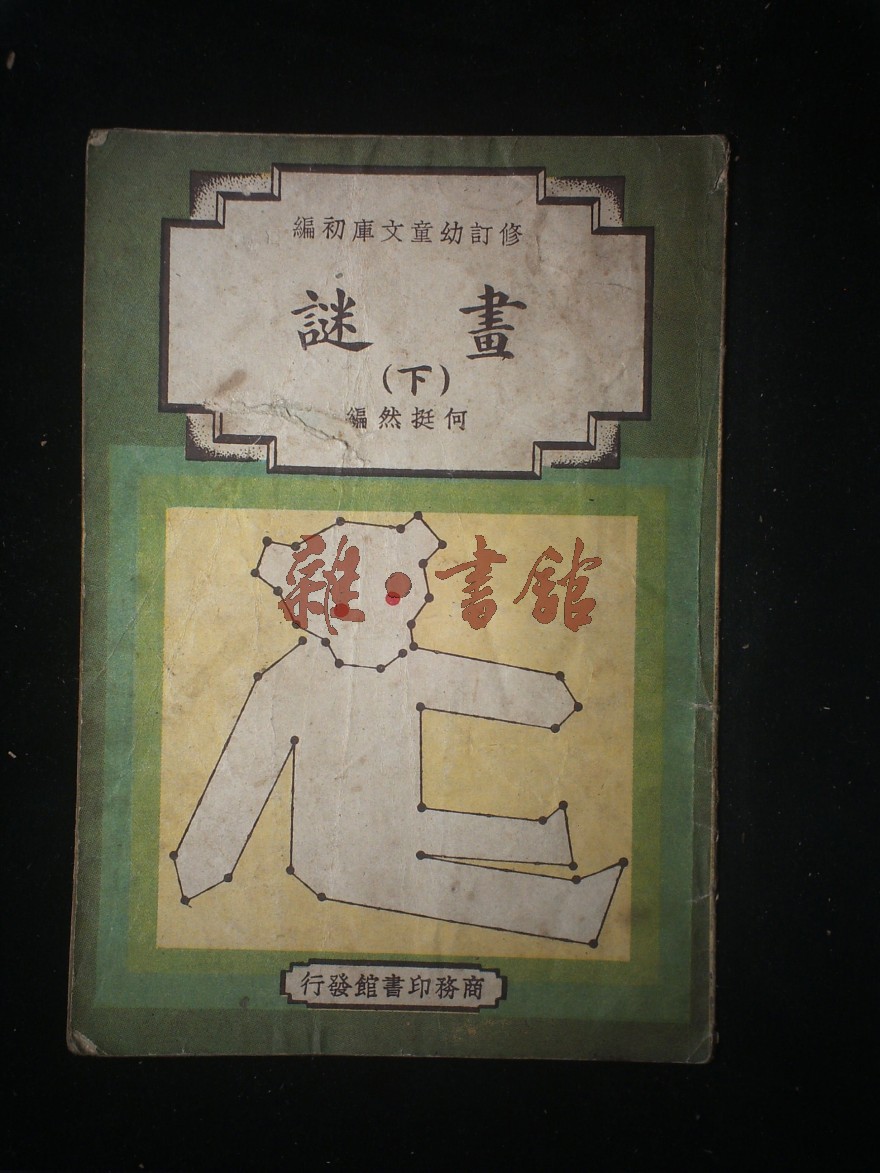 修訂幼童文庫初編
畫謎
(下)
何挺然編
雜·書館
商務印書館發行